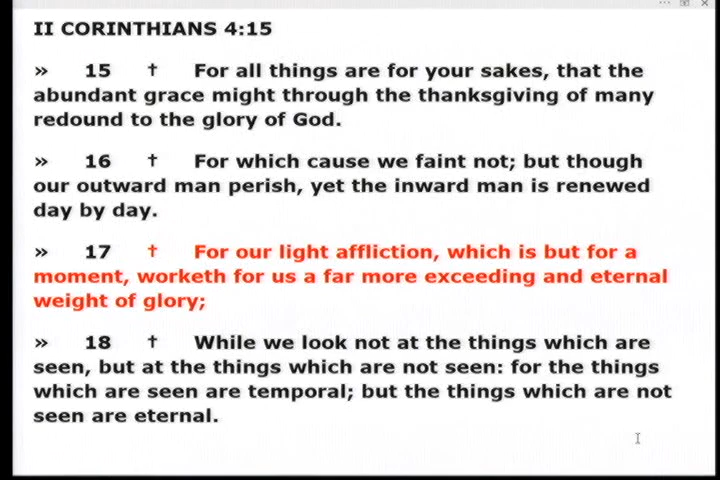 II CORINTHIANS 4:15
» 15 † For all things are for your sakes, that the
abundant grace might through the thanksgiving of many
redound to the glory of God.
» 16 † For which cause we faint not; but though
our outward man perish, yet the inward man is renewed
day by day.
» 17 † For our light affliction, which is but for a
moment, worketh for us a far more exceeding and eternal
weight of glory;
» 18 † While we look not at the things which are
seen, but at the things which are not seen: for the things
which are seen are temporal; but the things which are not
seen are eternal.